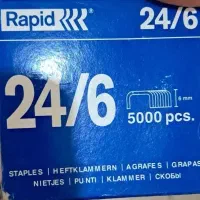 Rapid 24/6
24/6
6 mm
5000 pcs.
STAPLES | HEFTKLAMMERN | AGRAFES | GRAPAS
NIETJES | PUNTI | KLAMMER | СКОБЫ